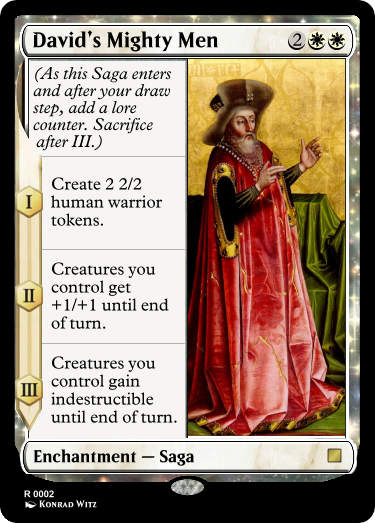 David's Mighty Men 2
(As this Saga enters
and after your draw
step, add a lore
counter. Sacrifice
after III.)
I
Create 2 2/2
human warrior
tokens.
II
Creatures you
control get
+1/+1 until end
of turn.
III
Creatures you
control gain
indestructible
until end of turn.
Enchantment — Saga
R 0002
Konrad Witz